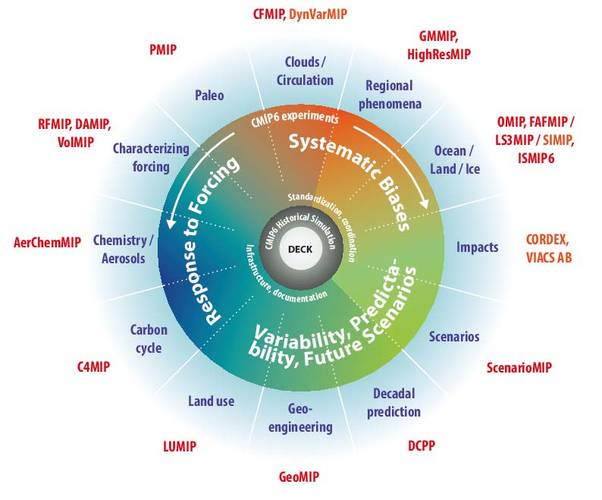 CFMIP, DynVarMIP
GMMIP,
HighResMIP
PMIP
Clouds /
Circulation
Regional
phenomena
Paleo
CMIP6 experiments
OMIP, FAFMIP /
LS3MIP / SIMIP,
ISMIP6
RFMIP, DAMIP,
VolMIP
Characterizing
forcing
Systematic Biases
Ocean /
Land / Ice
Response to Forcing
Standardization, coordination
CMIP6 Historical Simulation
DECK
Infrastructure, documentation
AerChemMIP
Chemistry /
Aerosols
Impacts
CORDEX,
VIACS AB
Variability, Predicta-
bility, Future Scenarios
Carbon
cycle
Scenarios
C4MIP
ScenarioMIP
Land use
Geo-
engineering
Decadal
prediction
LUMIP
DCPP
GeoMIP